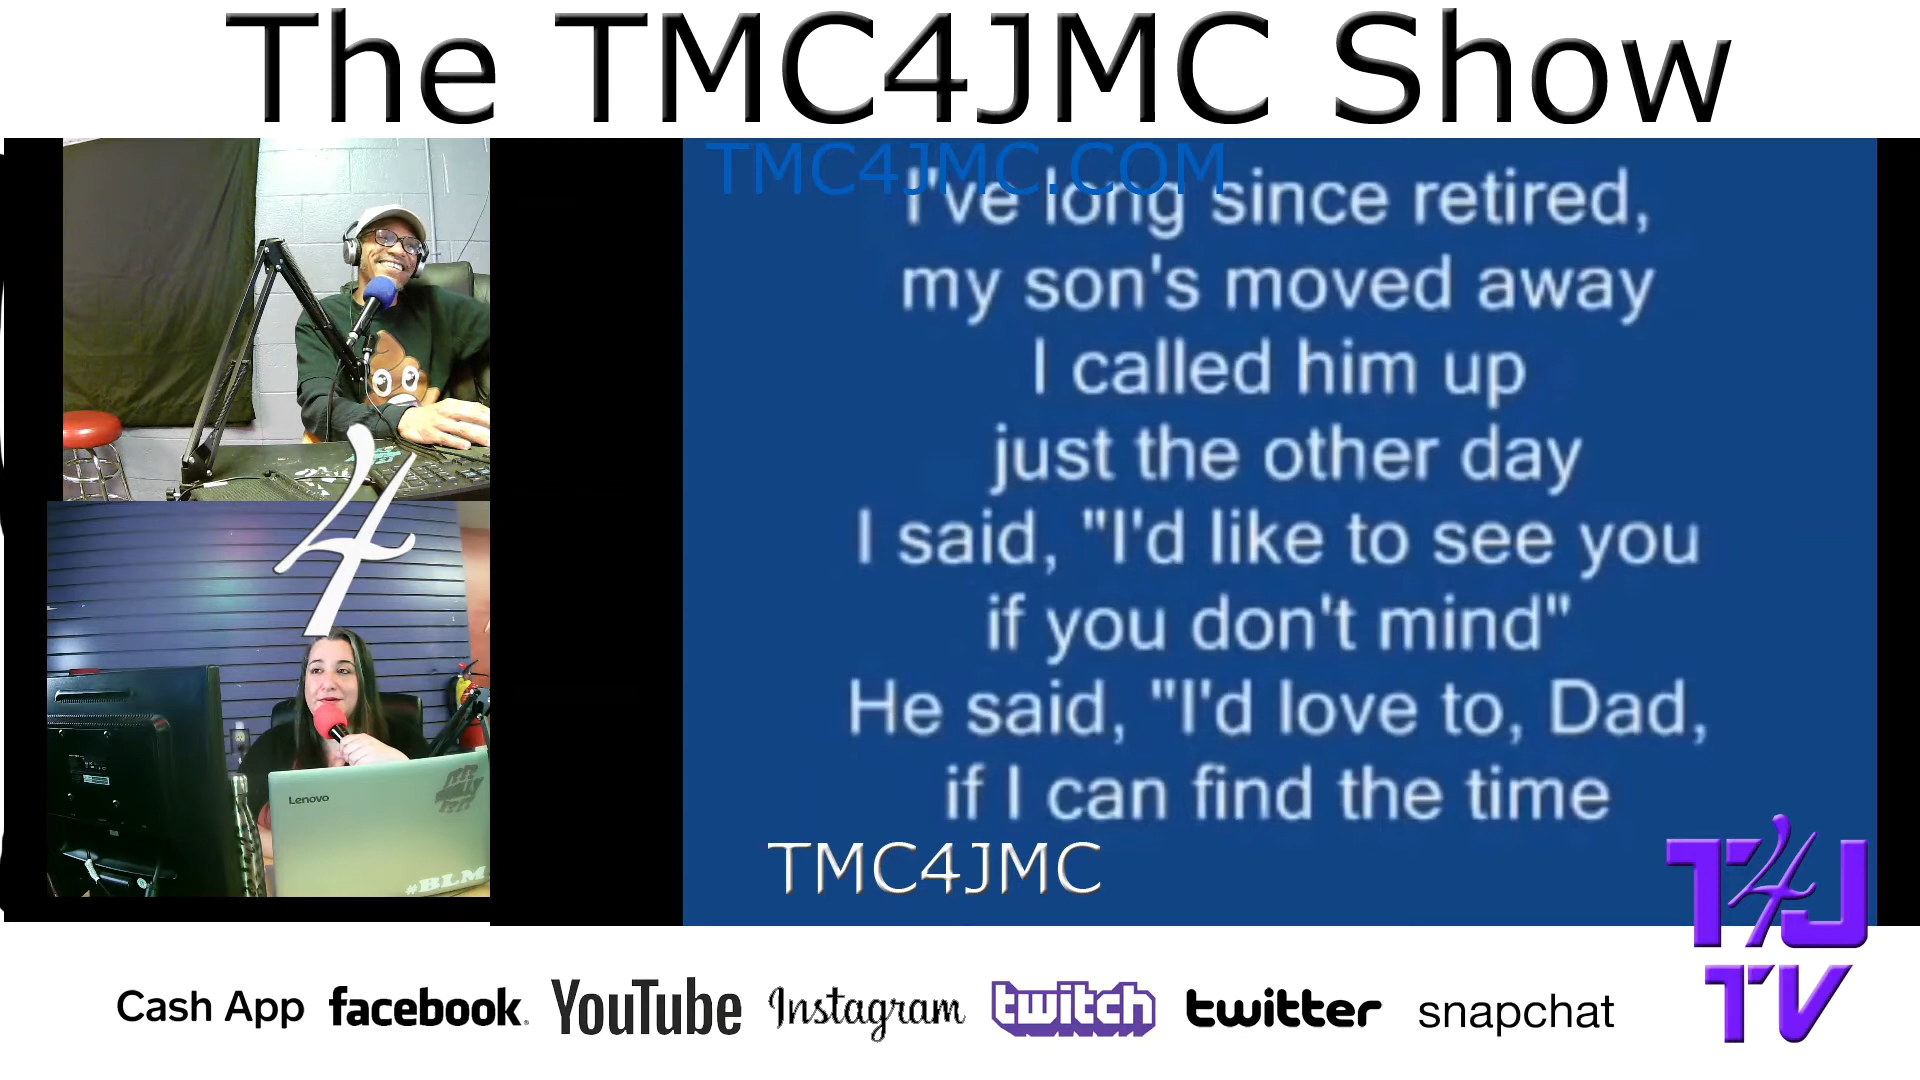 The TMC4JMC Show
TMC4JMC.COM
I've long since retired,
my son's moved away
I called him up
just the other day
I said, "I'd like to see you
if you don't mind"
He said, "I'd love to, Dad,
if I can find the time
TMC4JMC
4
Lenovo
#BLM
T4J
TV
Cash App facebook. YouTube Instagram twitch twitter snapchat